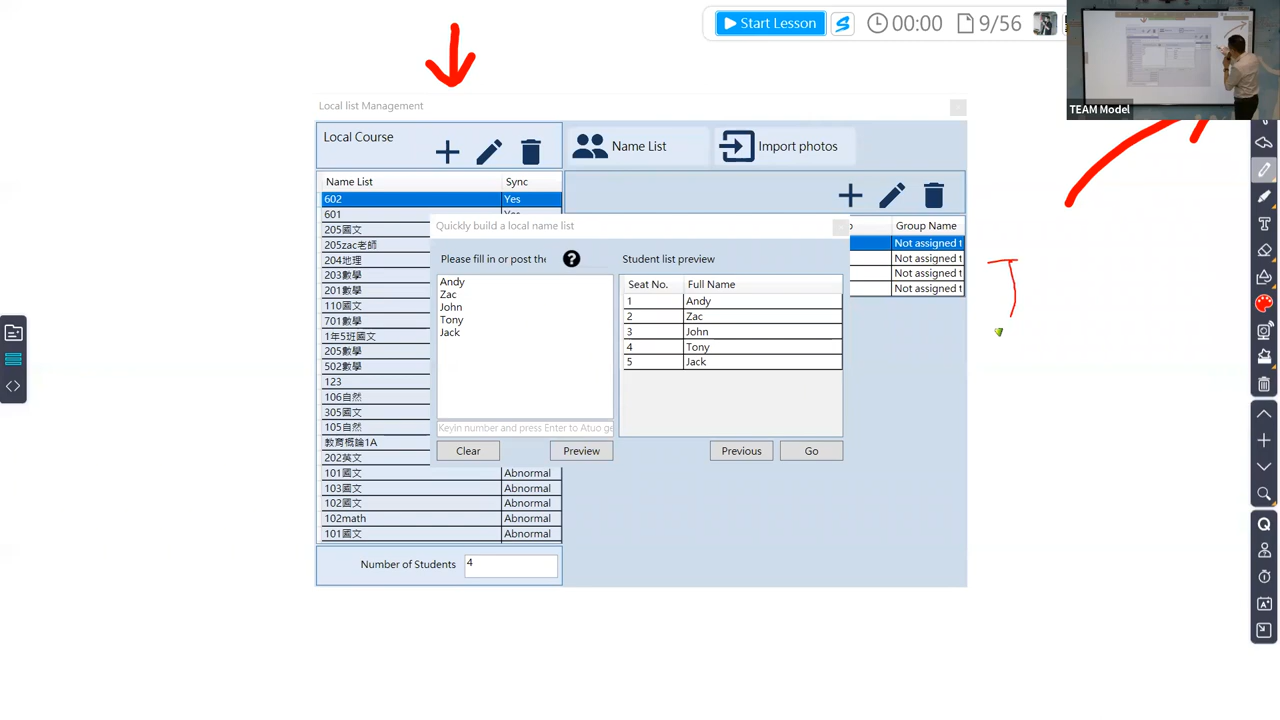 Start Lesson
00:00
9/56
TEAM Model
Local list Management
Local Course
Name List
Import photos
Name List Sync
602 Yes
601
205國文
205zac老師
204地理
203數學
201數學
110國文
701數學
1年5班國文
205數學
502數學
123
106自然
305國文
105自然
教育概論1A
202英文
101國文 Abnormal
103國文 Abnormal
102國文 Abnormal
102math Abnormal
101國文 Abnormal
Number of Students 4
Group Name
Not assigned t
Not assigned t
Not assigned t
Not assigned t
Quickly build a local name list
Please fill in or post the
?
Andy
Zac
John
Tony
Jack
Keyin number and press Enter to Atuo ge
Clear
Preview
Student list preview
Seat No. Full Name
1 Andy
2 Zac
3 John
4 Tony
5 Jack
Previous
Go